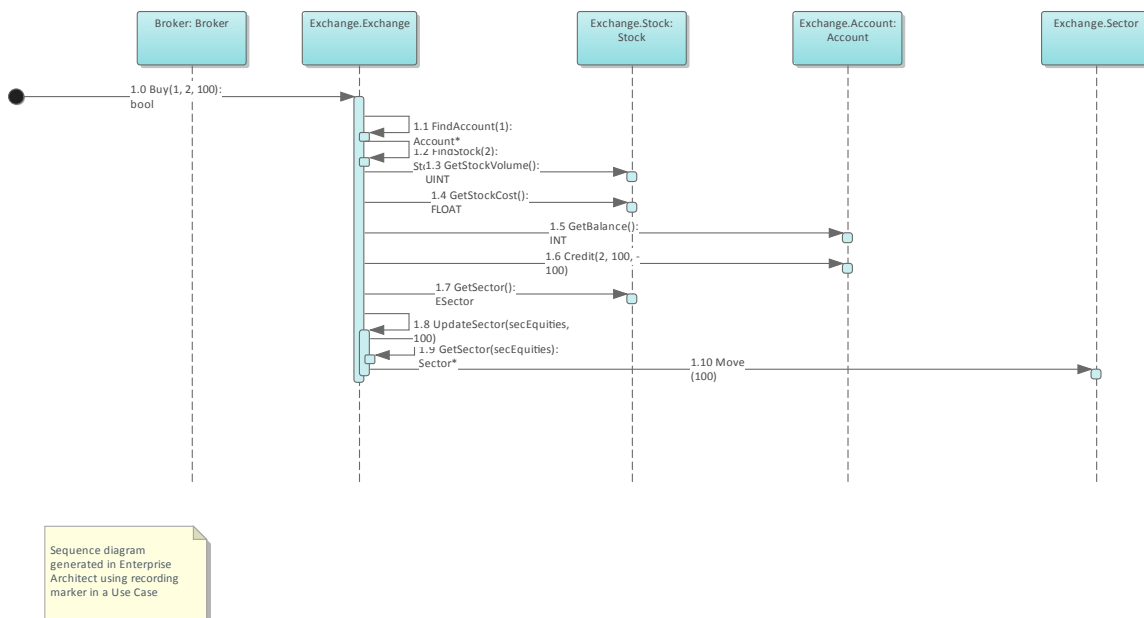 Broker: Broker
Exchange.Exchange
Exchange.Stock:
Stock
Exchange.Account:
Account
Exchange.Sector
1.0 Buy(1, 2, 100):
bool
1.1 FindAccount(1):
Account*
1.2 FindStock(2):
1.3 GetStockVolume():
UINT
1.4 GetStockCost():
FLOAT
1.5 GetBalance():
INT
1.6 Credit(2, 100, -
100)
1.7 GetSector():
ESector
1.8 UpdateSector(secEquities,
100)
1.9 GetSector(secEquities):
Sector*
1.10 Move
(100)
Sequence diagram
generated in Enterprise
Architect using recording
marker in a Use Case